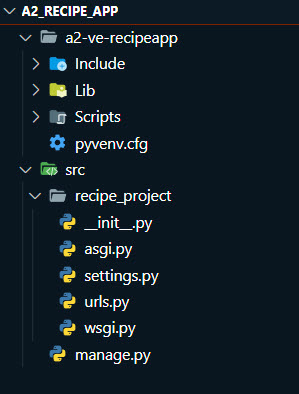 A2_RECIPE_APP
a2-ve-recipeapp
Include
Lib
Scripts
pyvenv.cfg
src
recipe_project
__init__.py
asgi.py
settings.py
urls.py
wsgi.py
manage.py